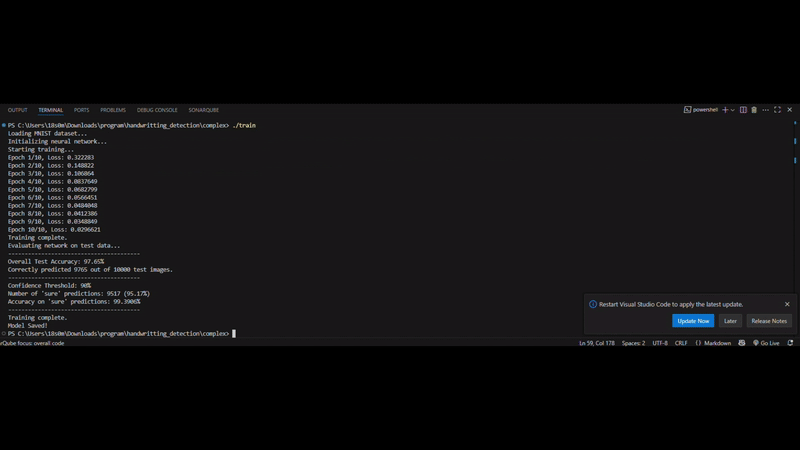 OUTPUT TERMINAL PORTS PROBLEMS DEBUG CONSOLE SONARQUBE powershell
PS C:\Users\18s0m\Downloads\program\handwritting_detection\complex> ./train
Loading MNIST dataset...
Initializing neural network...
Starting training...
Epoch 1/10, Loss: 0.322283
Epoch 2/10, Loss: 0.148822
Epoch 3/10, Loss: 0.106864
Epoch 4/10, Loss: 0.0837649
Epoch 5/10, Loss: 0.0682799
Epoch 6/10, Loss: 0.0566451
Epoch 7/10, Loss: 0.0484048
Epoch 8/10, Loss: 0.0412386
Epoch 9/10, Loss: 0.0348849
Epoch 10/10, Loss: 0.0296621
Training complete.
Evaluating network on test data...
----------------------------------------
Overall Test Accuracy: 97.65%
Correctly predicted 9765 out of 10000 test images.
----------------------------------------
Confidence Threshold: 90%
Number of 'sure' predictions: 9517 (95.17%)
Accuracy on 'sure' predictions: 99.3906%
----------------------------------------
Training complete.
Model Saved!
PS C:\Users\18s0m\Downloads\program\handwritting_detection\complex>
Restart Visual Studio Code to apply the latest update.
Update Now Later Release Notes
rQube focus: overall code Ln 59, Col 178 Spaces: 2 UTF-8 CRLF {} Markdown Go Live